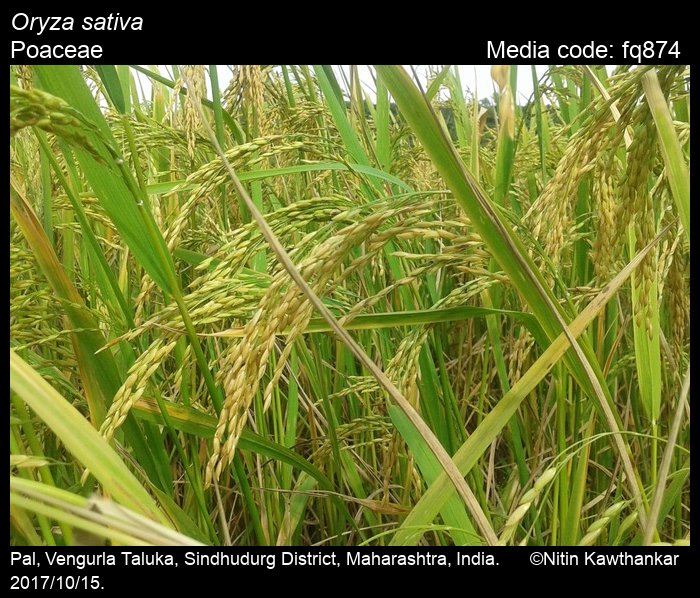 Oryza sativa
Poaceae Media code: fq874
Pal, Vengurla Taluka, Sindhudurg District, Maharashtra, India. ©Nitin Kawthankar
2017/10/15.